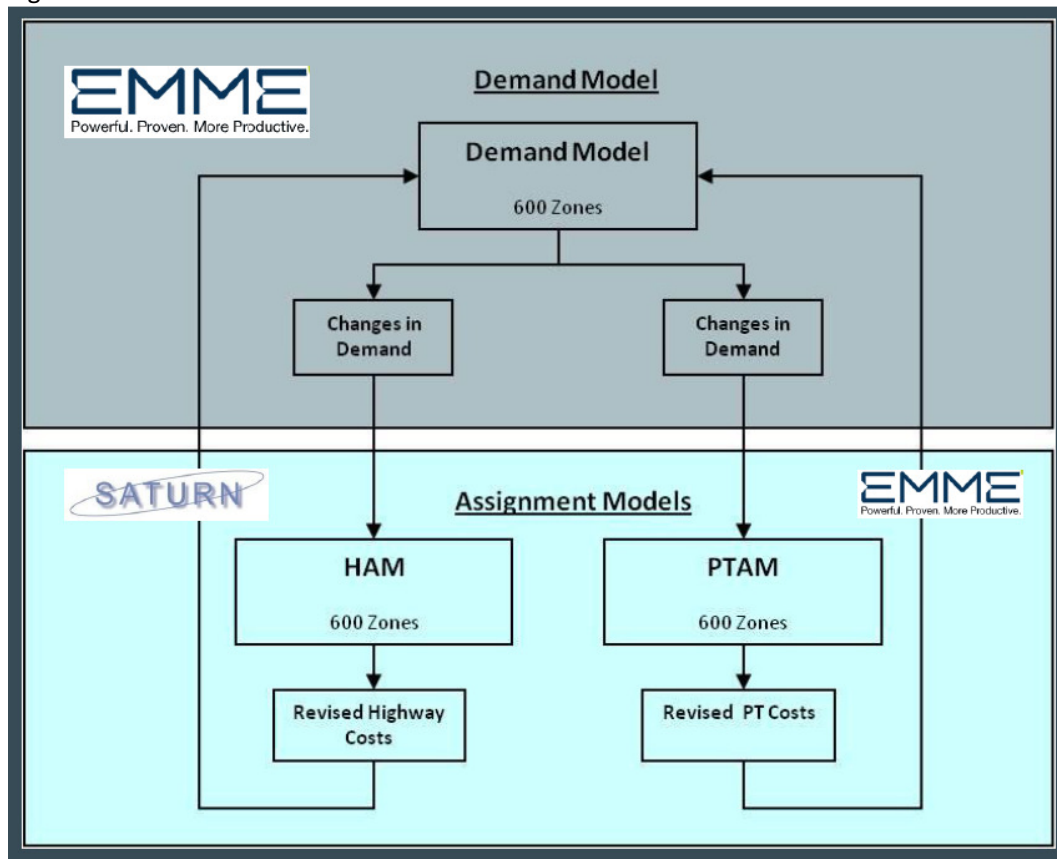 EMME
Powerful. Proven. More Productive.
Demand Model
Demand Model
600 Zones
Changes in
Demand
Changes in
Demand
SATURN
EMME
Powerful. Proven. More Productive.
Assignment Models
HAM
600 Zones
PTAM
600 Zones
Revised Highway
Costs
Revised PT Costs